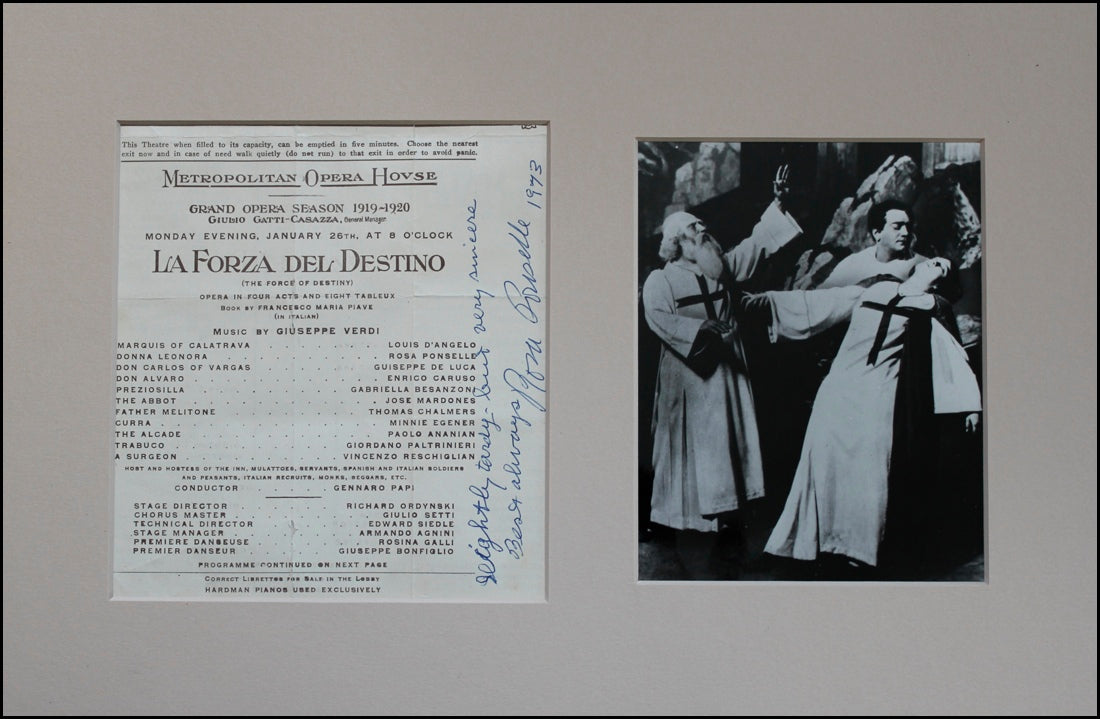 This Theatre when filled to its capacity, can be emptied in five minutes. Choose the nearest
exit now and in case of need walk quietly (do not run) to that exit in order to avoid panic.
METROPOLITAN OPERA HOVSE
GRAND OPERA SEASON 1919-1920
GIULIO GATTI-CASAZZA, General Manager
MONDAY EVENING, JANUARY 26TH, AT 8 O'CLOCK
LA FORZA DEL DESTINO
(THE FORCE OF DESTINY)
OPERA IN FOUR ACTS AND EIGHT TABLEUX
BOOK BY FRANCESCO MARIA PIAVE
(IN ITALIAN)
MUSIC BY GIUSEPPE VERDI
MARQUIS OF CALATRAVA . . . . . . LOUIS D'ANGELO
DONNA LEONORA . . . . . . . ROSA PONSELLE
DON CARLOS OF VARGAS . . . . . . GUISEPPE DE LUCA
DON ALVARO . . . . . . . . . ENRICO CARUSO
PREZIOSILLA . . . . . . . GABRIELLA BESANZONI
THE ABBOT . . . . . . . . . JOSE MARDONES
FATHER MELITONE . . . . . . . THOMAS CHALMERS
CURRA . . . . . . . . . . MINNIE EGENER
THE ALCADE . . . . . . . . . PAOLO ANANIAN
TRABUCO . . . . . . . GIORDANO PALTRINIERI
A SURGEON . . . . . . . VINCENZO RESCHIGLIAN
HOST AND HOSTESS OF THE INN, MULATTOES, SERVANTS, SPANISH AND ITALIAN SOLDIERS
AND PEASANTS, ITALIAN RECRUITS, MONKS, BEGGARS, ETC.
CONDUCTOR . . . . . GENNARO PAPI
STAGE DIRECTOR . . . . . . RICHARD ORDYNSKI
CHORUS MASTER . . . . . . . GIULIO SETTI
TECHNICAL DIRECTOR . . . . . . EDWARD SIEDLE
STAGE MANAGER . . . . . . ARMANDO AGNINI
PREMIERE DANSEUSE . . . . . . ROSINA GALLI
PREMIER DANSEUR . . . . . GIUSEPPE BONFIGLIO
PROGRAMME CONTINUED ON NEXT PAGE
CORRECT LIBRETTOS FOR SALE IN THE LOBBY
HARDMAN PIANOS USED EXCLUSIVELY
Slightly tardy - but very sincere
Best always Rosa Ponselle 1973